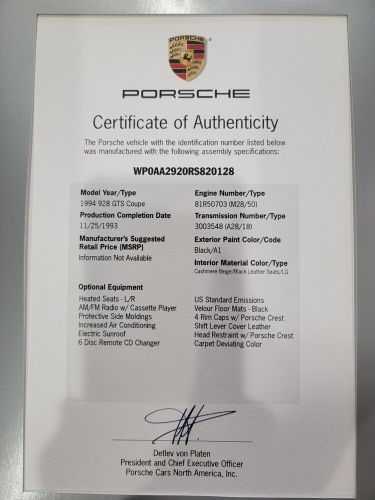 PORSCHE
PORSCHE
Certificate of Authenticity
The Porsche vehicle with the identification number listed below
was manufactured with the following assembly specifications:
WP0AA2920RS820128
Model Year/Type
1994 928 GTS Coupe
Production Completion Date
11/25/1993
Manufacturer's Suggested
Retail Price (MSRP)
Information Not Available
Engine Number/Type
81R50703 (M28/50)
Transmission Number/Type
3003548 (A28/18)
Exterior Paint Color/Code
Black/A1
Interior Material Color/Type
Cashmere Beige/Black Leather Seats/LG
Optional Equipment
Heated Seats - L/R
AM/FM Radio w/ Cassette Player
Protective Side Moldings
Increased Air Conditioning
Electric Sunroof
6 Disc Remote CD Changer
US Standard Emissions
Velour Floor Mats - Black
4 Rim Caps w/ Porsche Crest
Shift Lever Cover Leather
Head Restraint w/ Porsche Crest
Carpet Deviating Color
Detlev von Platen
President and Chief Executive Officer
Porsche Cars North America, Inc.